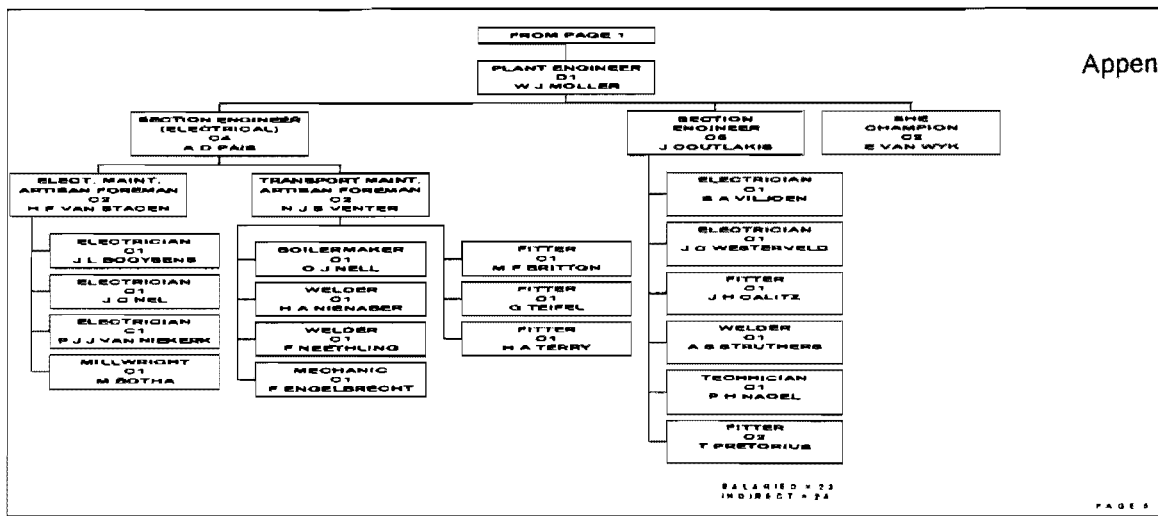 FROM PAGE 1
Appen
PLANT ENGINEER
D1
W J MOLLER
SECTION ENGINEER
(ELECTRICAL)
C4
A D PAIS
SECTION
ENGINEER
J COUTLAKIS
SHE
CHAMPION
C2
E VAN WYK
ELECT. MAINT.
ARTISAN FOREMAN
C2
H F VAN STADEN
TRANSPORT MAINT.
ARTISAN FOREMAN
C2
N J S VENTER
ELECTRICIAN
C1
J L BOOYSENS
ELECTRICIAN
C1
J C NEL
ELECTRICIAN
C1
P J J VAN NIEKERK
MILLWRIGHT
C1
M BOTHA
BOILERMAKER
C1
O J NELL
WELDER
C1
H A NIENABER
WELDER
C1
F NEETHLING
MECHANIC
C1
F ENGELBRECHT
FITTER
C1
M F BRITTON
FITTER
C1
G TEIFEL
FITTER
C1
H A TERRY
ELECTRICIAN
C1
S A VILJOEN
ELECTRICIAN
C1
J G WESTERVELD
FITTER
C1
J H CALITZ
WELDER
C1
A S STRUTHERS
TECHNICIAN
C1
P H NAGEL
FITTER
C2
T PRETORIUS
SALARIED = 23
INDIRECT = 24
PAGE